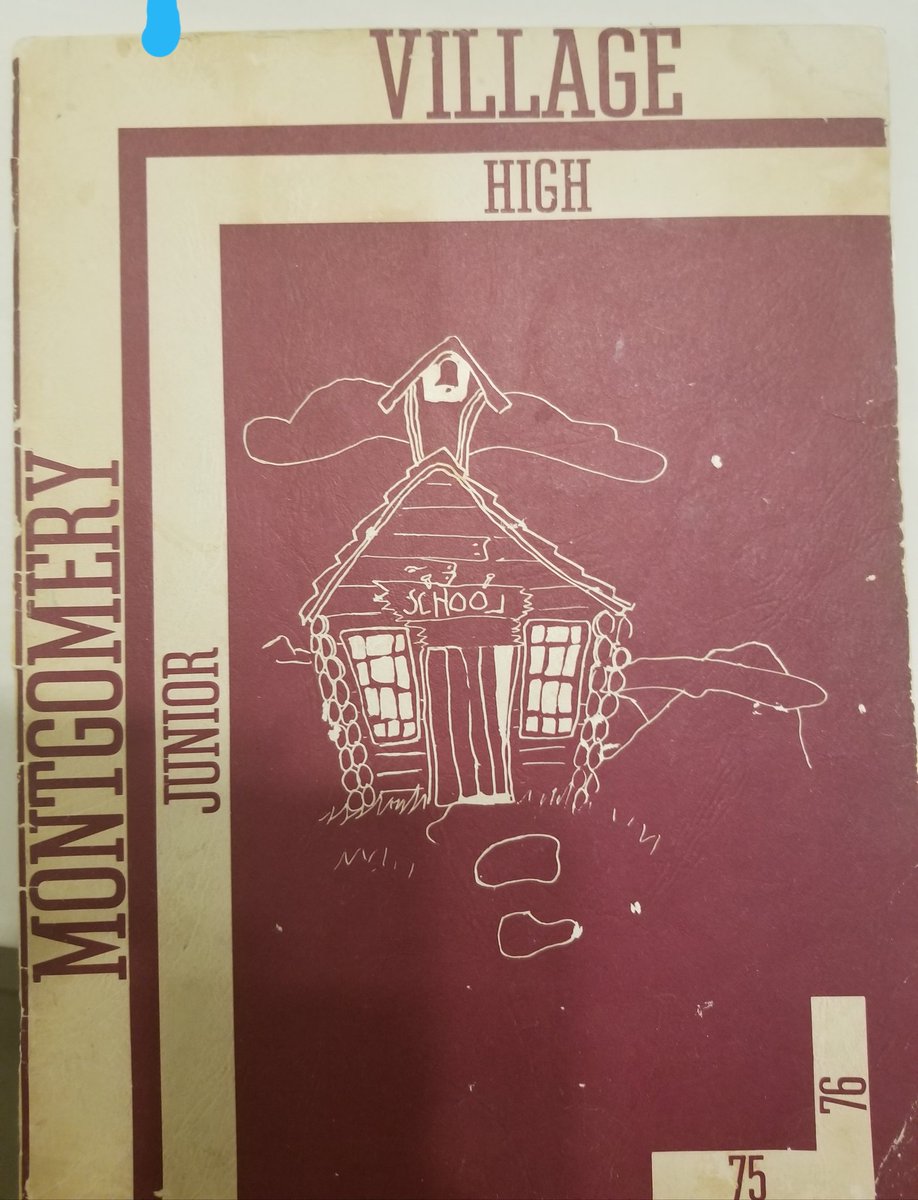 MONTGOMERY
VILLAGE
JUNIOR
HIGH
SCHOOL
75
76